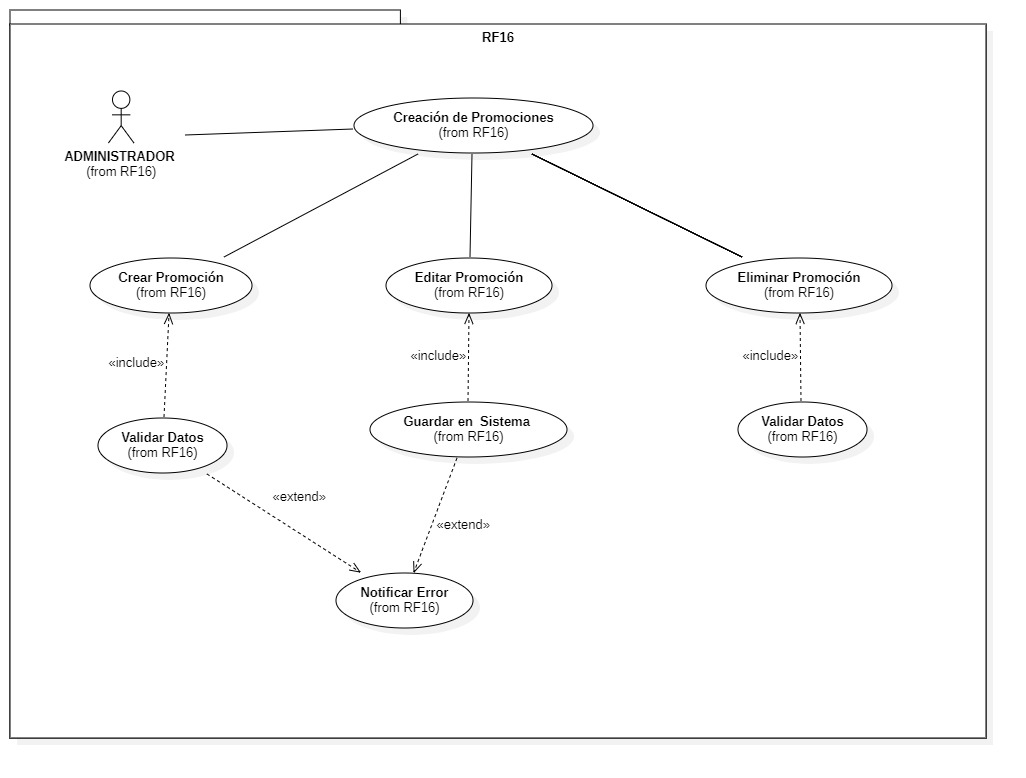 RF16
Creación de Promociones
(from RF16)
ADMINISTRADOR
(from RF16)
Crear Promoción
(from RF16)
Editar Promoción
(from RF16)
Eliminar Promoción
(from RF16)
«include»
«include»
«include»
Validar Datos
(from RF16)
Guardar en  Sistema
(from RF16)
Validar Datos
(from RF16)
«extend»
«extend»
Notificar Error
(from RF16)